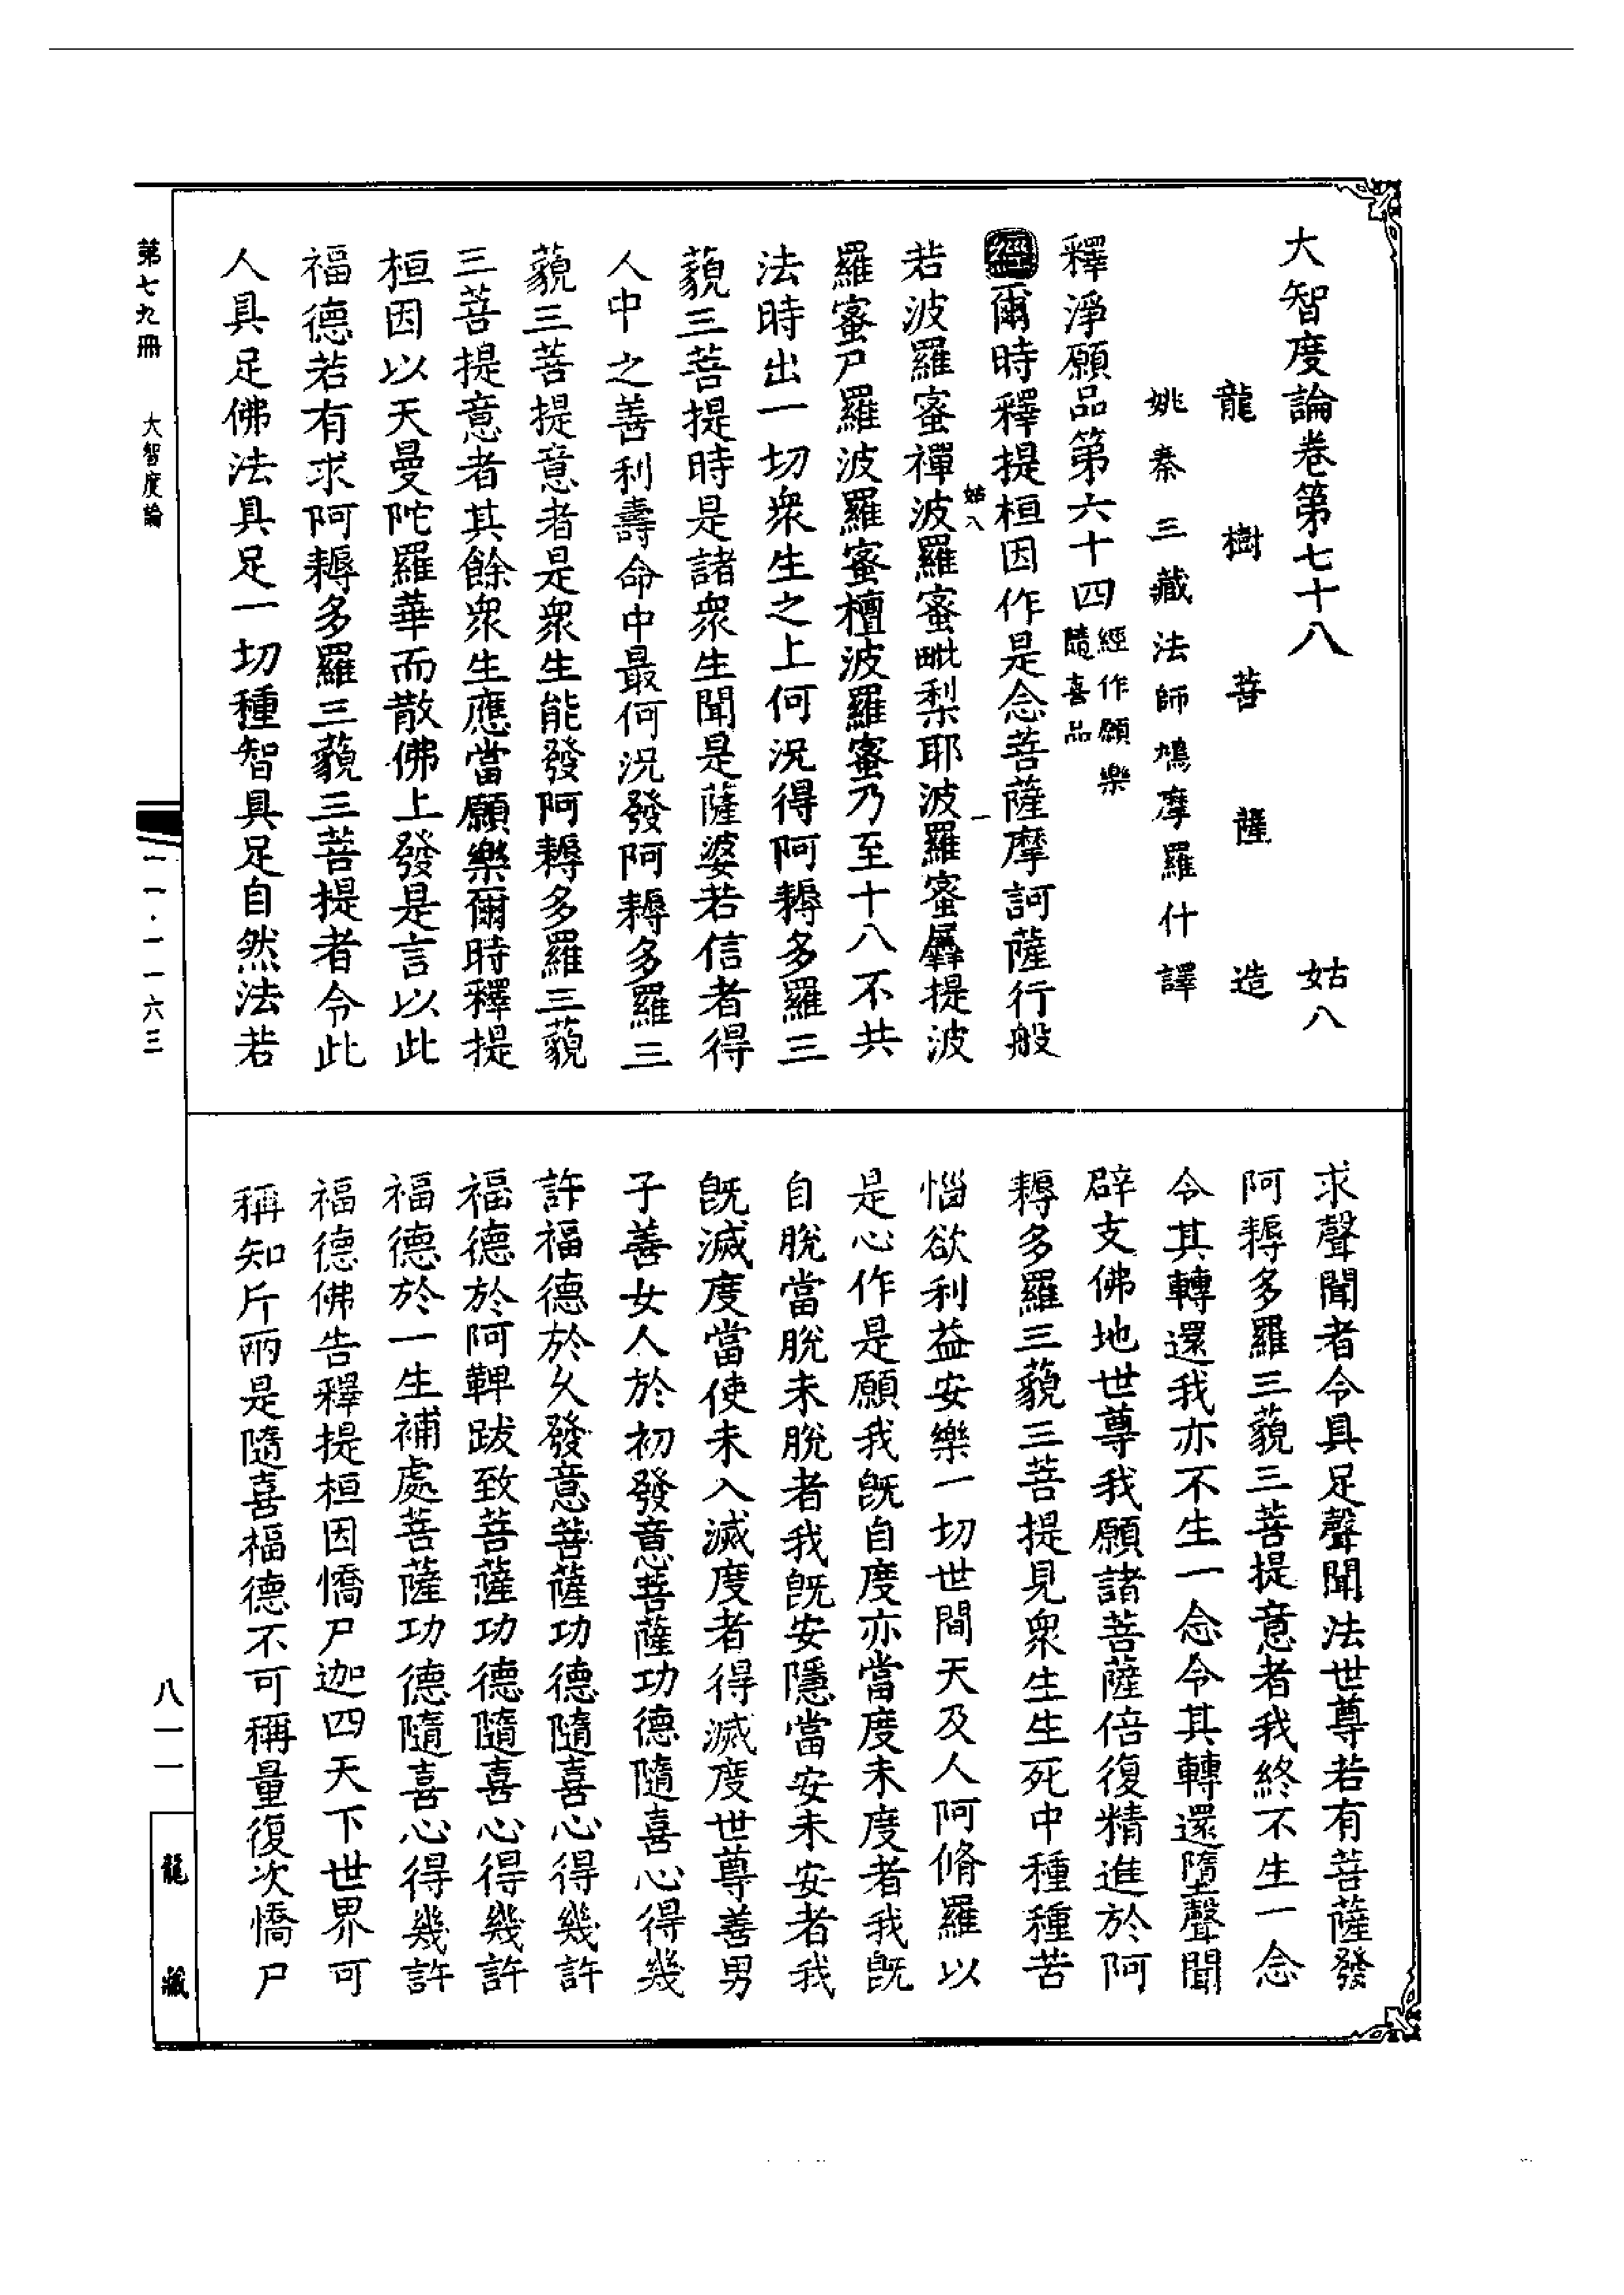 大智度論卷第七十八　姑八
龍樹菩薩造
姚秦三藏法師鳩摩羅什譯
釋淨願品第六十四經作願樂隨喜品
經爾時釋提桓因作是念菩薩摩訶薩行般
姑八　一
若波羅蜜禪波羅蜜毗梨耶波羅蜜羼提波
羅蜜尸羅波羅蜜檀波羅蜜乃至十八不共
法時出一切衆生之上何況得阿耨多羅三
藐三菩提時是諸衆生聞是薩婆若信者得
人中之善利壽命中最何況發阿耨多羅三
藐三菩提意者是衆生能發阿耨多羅三藐
三菩提意者其餘衆生應當願樂爾時釋提
桓因以天曼陀羅華而散佛上發是言以此
福德若有求阿耨多羅三藐三菩提者令此
人具足佛法具足一切種智具足自然法若
求聲聞者令具足聲聞法世尊若有菩薩發
阿耨多羅三藐三菩提意者我終不生一念
令其轉還我亦不生一念令其轉還墮聲聞
辟支佛地世尊我願諸菩薩倍復精進於阿
耨多羅三藐三菩提見衆生生死中種種苦
惱欲利益安樂一切世間天及人阿脩羅以
是心作是願我既自度亦當度未度者我既
自脫當脫未脫者我既安隱當安未安者我
既滅度當使未入滅度者得滅度世尊善男
子善女人於初發意菩薩功德隨喜心得幾
許福德於久發意菩薩功德隨喜心得幾許
福德於阿鞞跋致菩薩功德隨喜心得幾許
福德於一生補處菩薩功德隨喜心得幾許
福德佛告釋提桓因憍尸迦四天下世界可
稱知斤兩是隨喜福德不可稱量復次憍尸
第七九冊　大智度論　一一·一一六三
八一一　龍藏